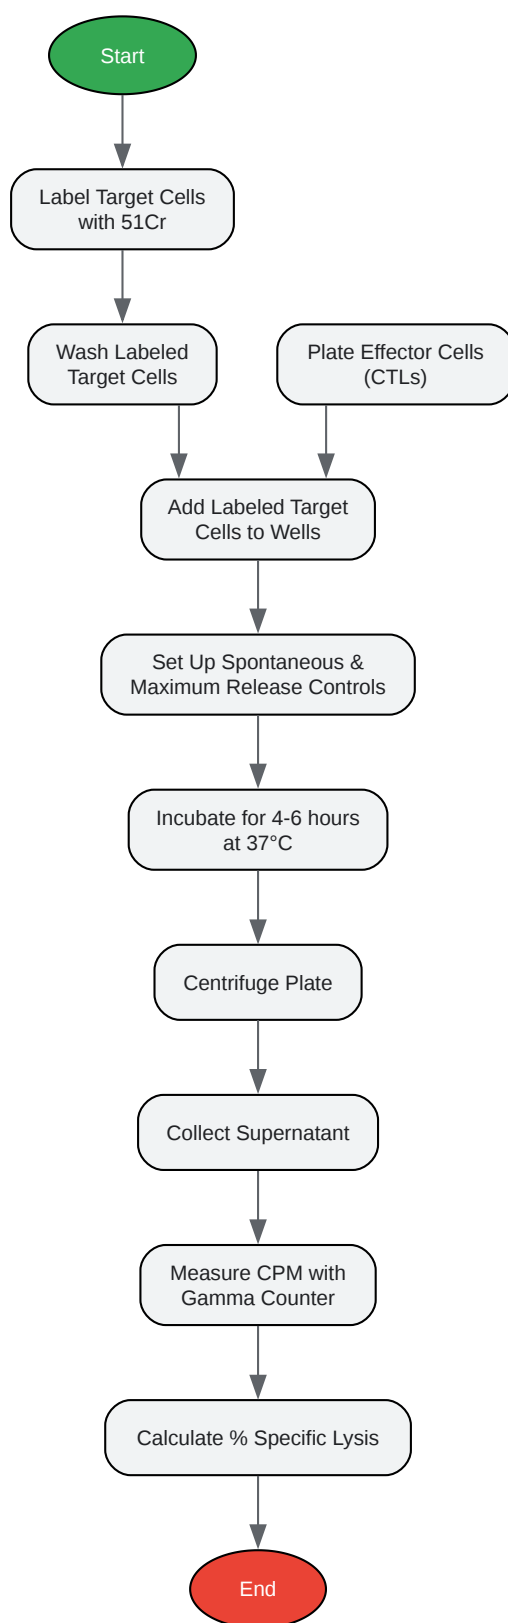 Start
Label Target Cells
with 51Cr
Wash Labeled
Target Cells
Plate Effector Cells
(CTLs)
Add Labeled Target
Cells to Wells
Set Up Spontaneous &
Maximum Release Controls
Incubate for 4-6 hours
at 37°C
Centrifuge Plate
Collect Supernatant
Measure CPM with
Gamma Counter
Calculate % Specific Lysis
End